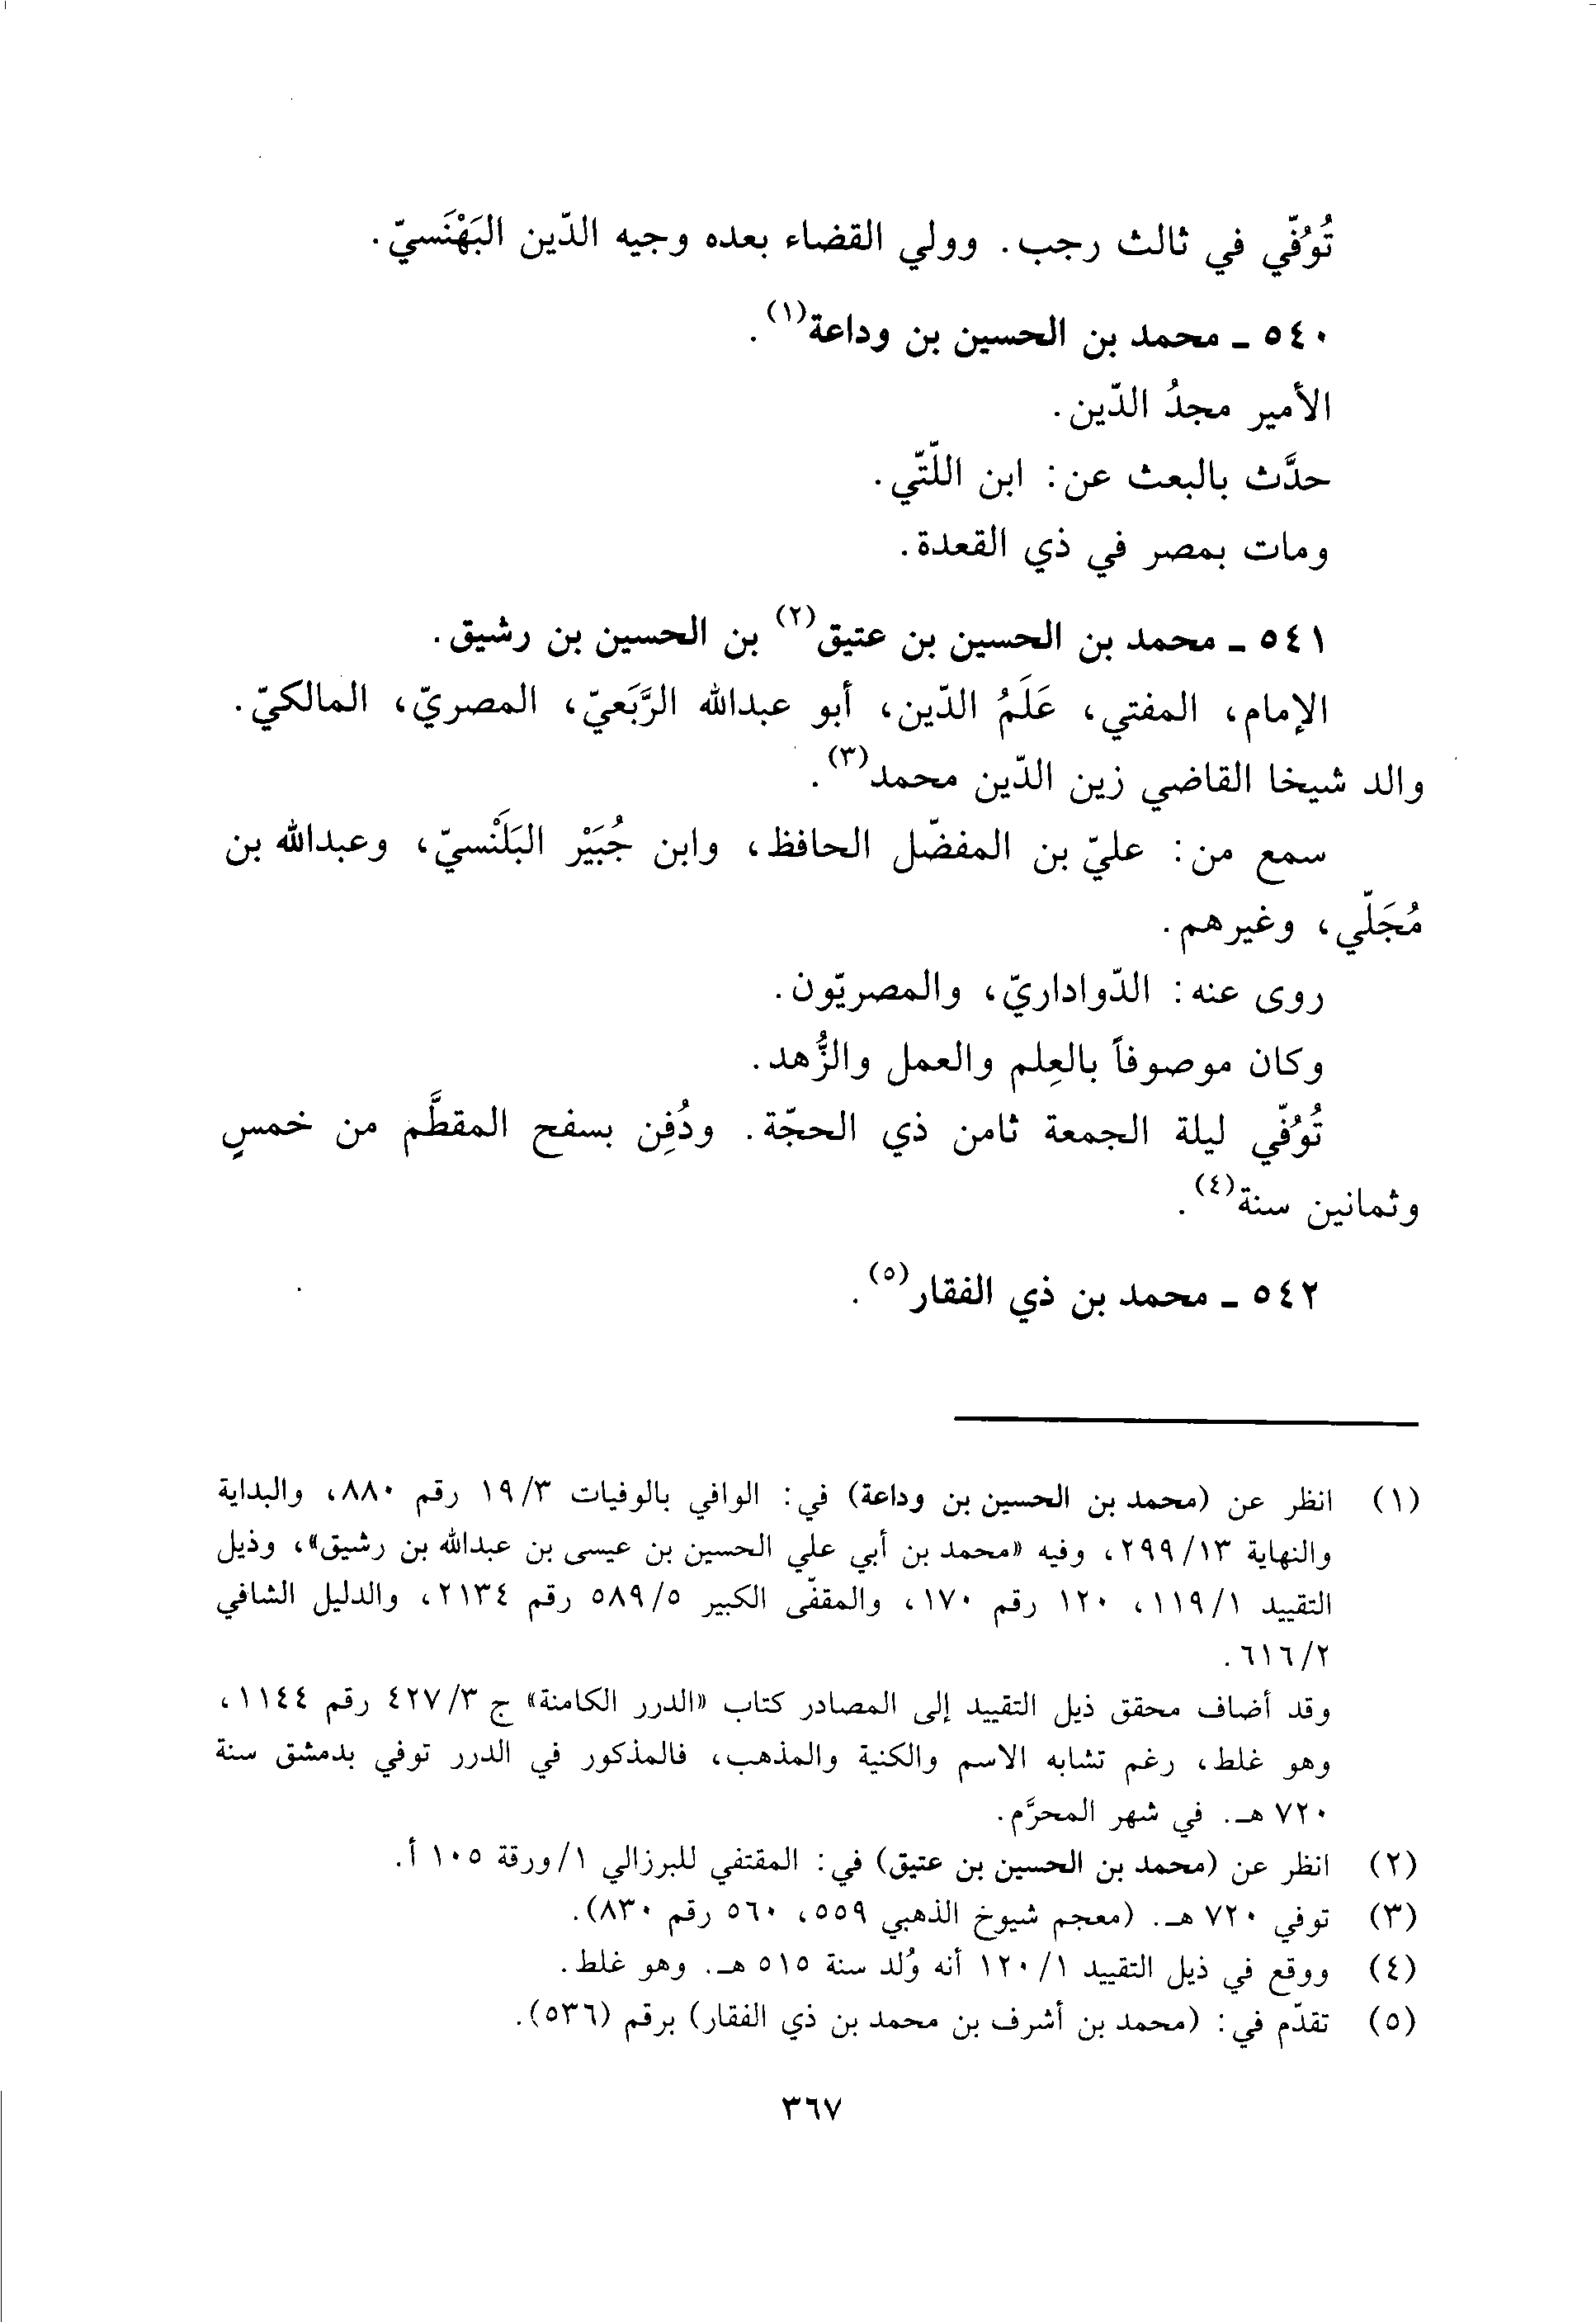 تُوُفّي في ثالث رجب. وولي القضاء بعده وجيه الدّين البَهْنَسيّ.
٥٤٠ ـ محمد بن الحسين بن وداعة(١).
الأمير مجدُ الدّين.
حدَّث بالبعث عن: ابن اللّتّي.
ومات بمصر في ذي القعدة.
٥٤١ ـ محمد بن الحسين بن عتيق(٢) بن الحسين بن رشيق.
الإمام، المفتي، عَلَمُ الدّين، أبو عبدالله الرَّبَعيّ، المصريّ، المالكيّ.
والد شيخا القاضي زين الدّين محمد(٣).
سمع من: عليّ بن المفضّل الحافظ، وابن جُبَيْر البَلَنْسيّ، وعبدالله بن
مُجَلّي، وغيرهم.
روى عنه: الدّواداريّ، والمصريّون.
وكان موصوفاً بالعِلم والعمل والزُّهد.
تُوُفّي ليلة الجمعة ثامن ذي الحجّة. ودُفِن بسفح المقطَّم من خمسٍ
وثمانين سنة(٤).
٥٤٢ ـ محمد بن ذي الفقار(٥).
(١) انظر عن (محمد بن الحسين بن وداعة) في: الوافي بالوفيات ١٩/٣ رقم ٨٨٠، والبداية
والنهاية ٢٩٩/١٣، وفيه «محمد بن أبي علي الحسين بن عيسى بن عبدالله بن رشيق»، وذيل
التقييد ١١٩/١، ١٢٠ رقم ١٧٠، والمقفّى الكبير ٥٨٩/٥ رقم ٢١٣٤، والدليل الشافي
٦١٦/٢.
وقد أضاف محقق ذيل التقييد إلى المصادر كتاب «الدرر الكامنة» ج ٤٢٧/٣ رقم ١١٤٤،
وهو غلط، رغم تشابه الاسم والكنية والمذهب، فالمذكور في الدرر توفي بدمشق سنة
٧٢٠ هـ. في شهر المحرَّم.
(٢) انظر عن (محمد بن الحسين بن عتيق) في: المقتفي للبرزالي ١/ورقة ١٠٥ أ.
(٣) توفي ٧٢٠ هـ. (معجم شيوخ الذهبي ٥٥٩، ٥٦٠ رقم ٨٣٠).
(٤) ووقع في ذيل التقييد ١٢٠/١ أنه وُلد سنة ٥١٥ هـ. وهو غلط.
(٥) تقدّم في: (محمد بن أشرف بن محمد بن ذي الفقار) برقم (٥٣٦).
٣٦٧